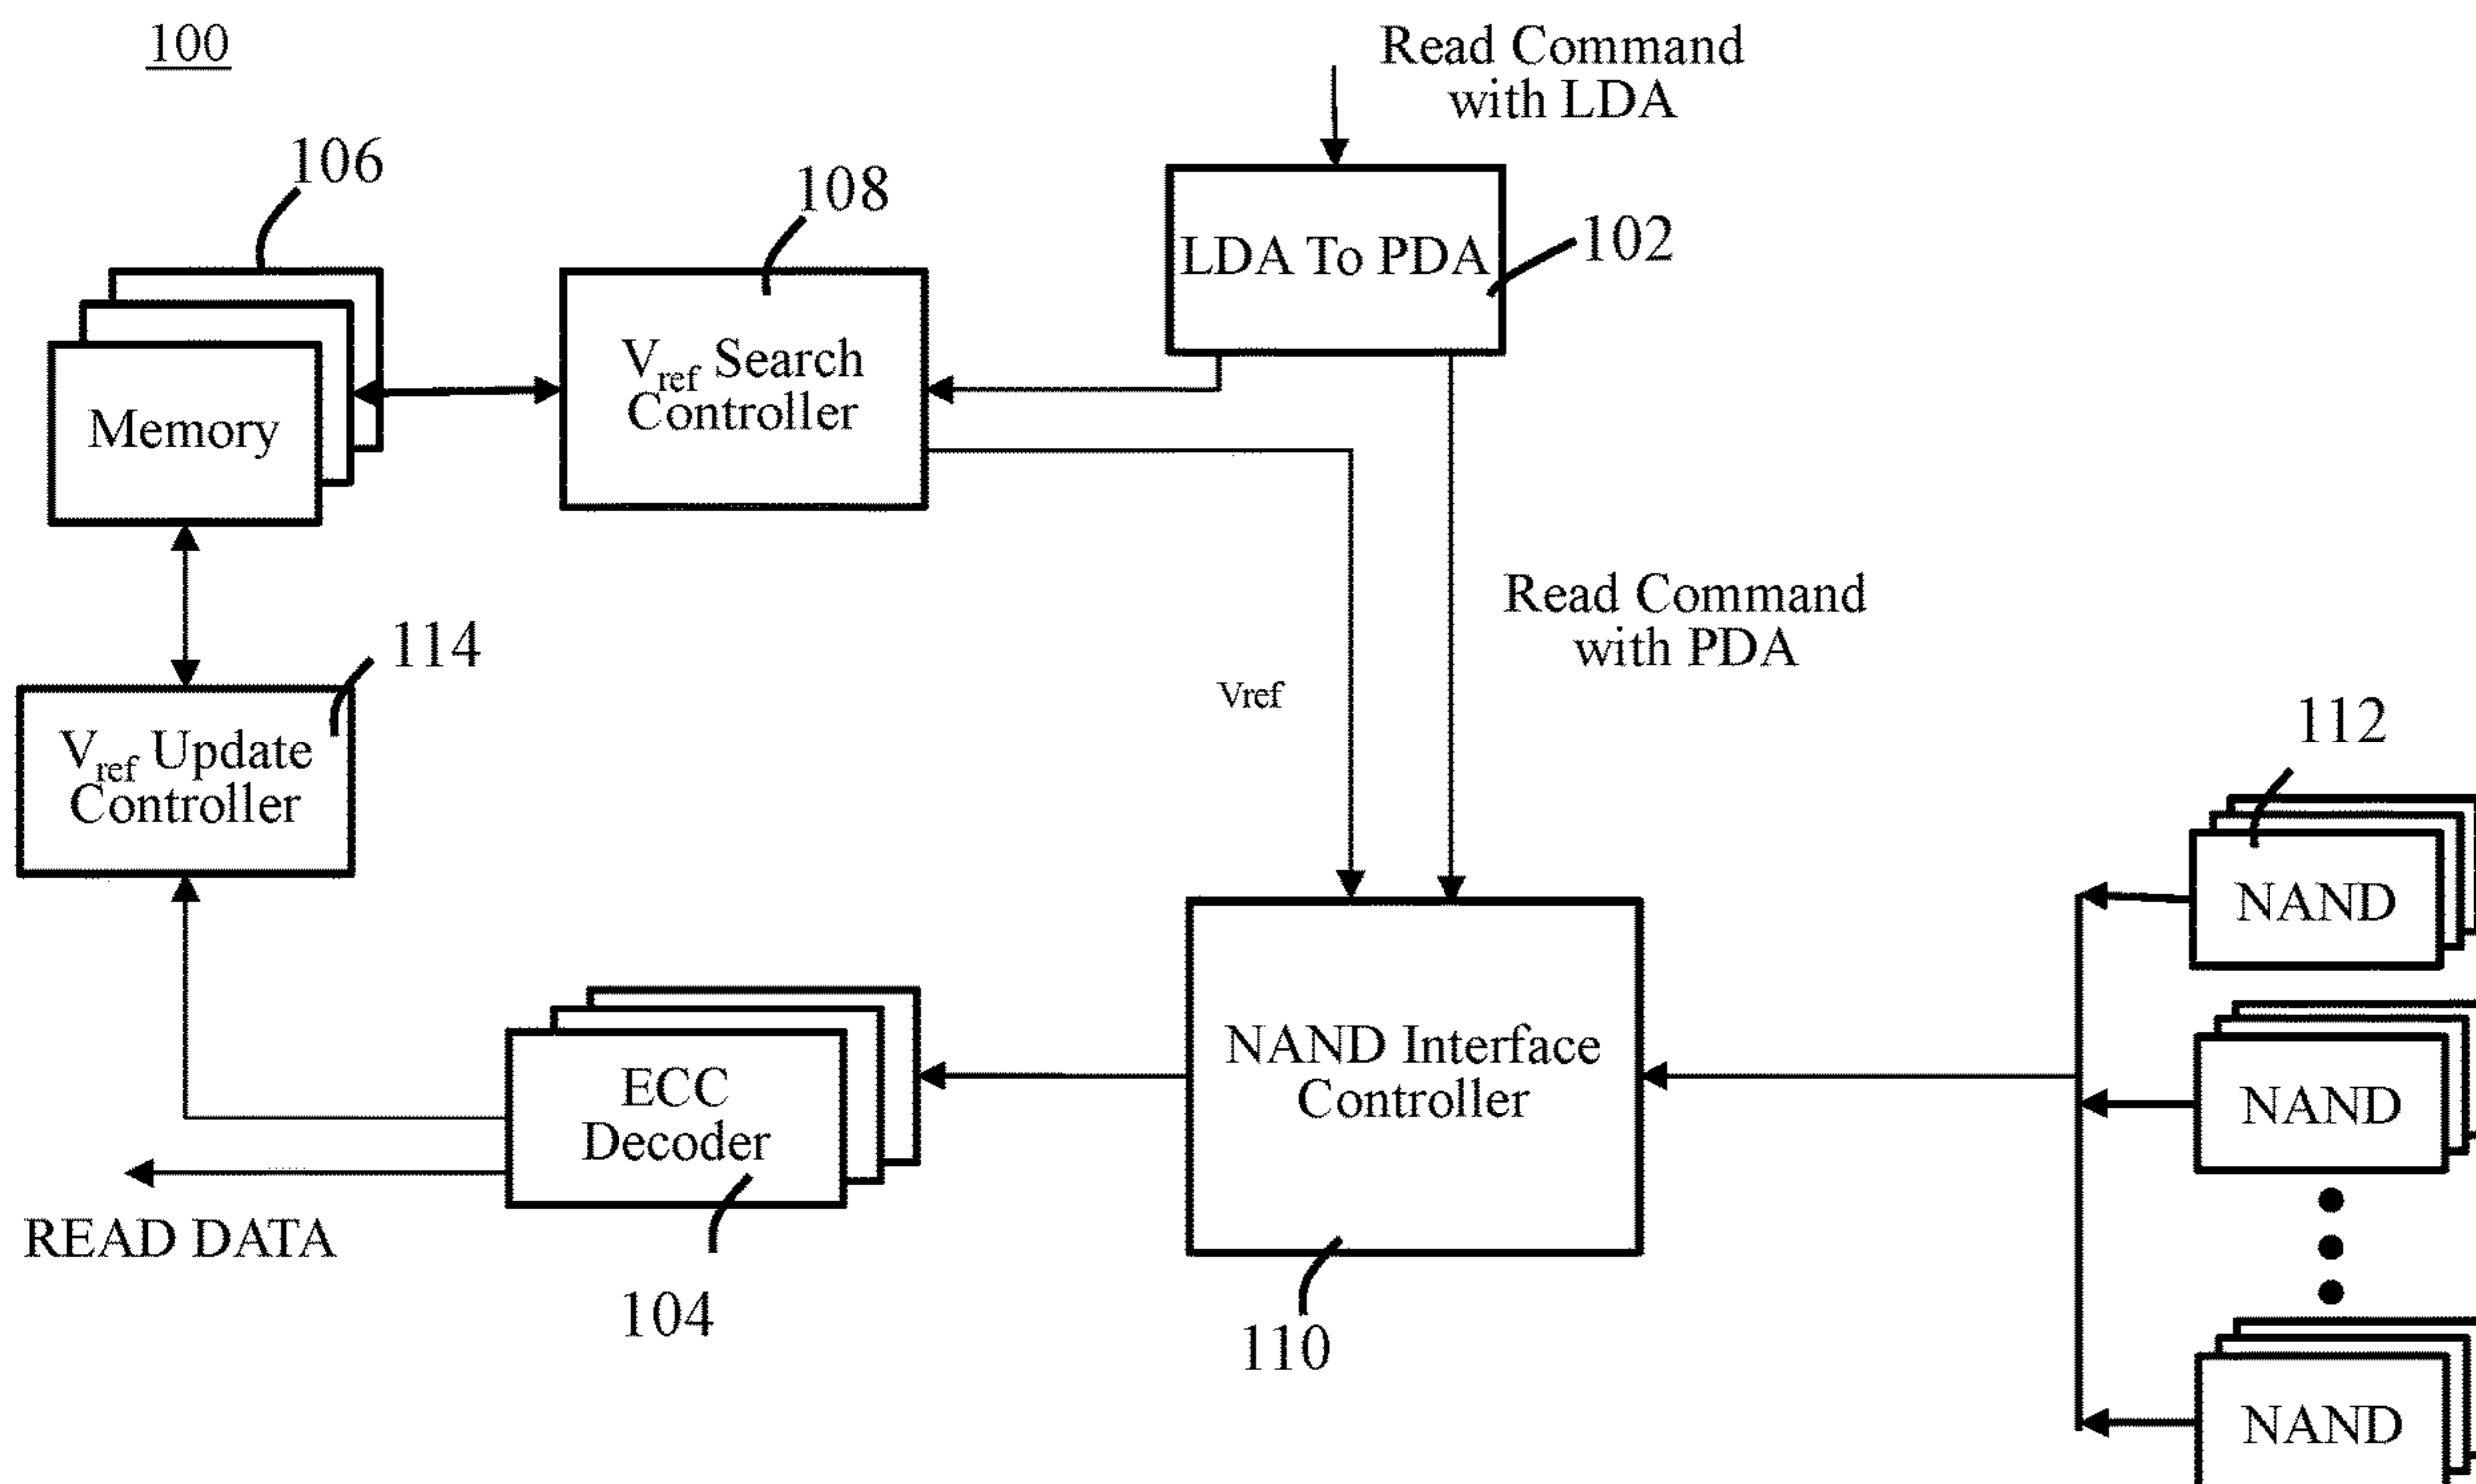 100
Read Command
with LDA
106
108
LDA To PDA
102
Vref Search
Controller
Memory
Read Command
with PDA
114
Vref
Vref Update
Controller
112
NAND
NAND Interface
Controller
ECC
Decoder
NAND
READ DATA
104
110
NAND